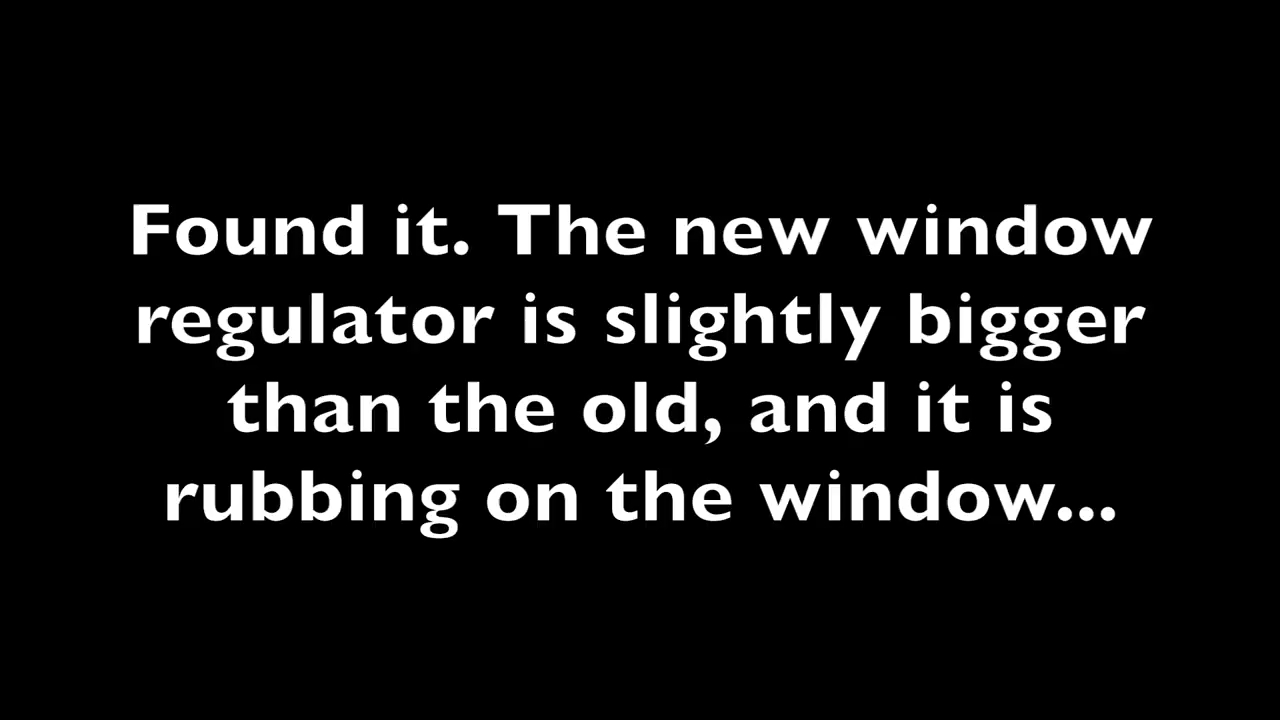 Found it. The new window
regulator is slightly bigger
than the old, and it is
rubbing on the window...